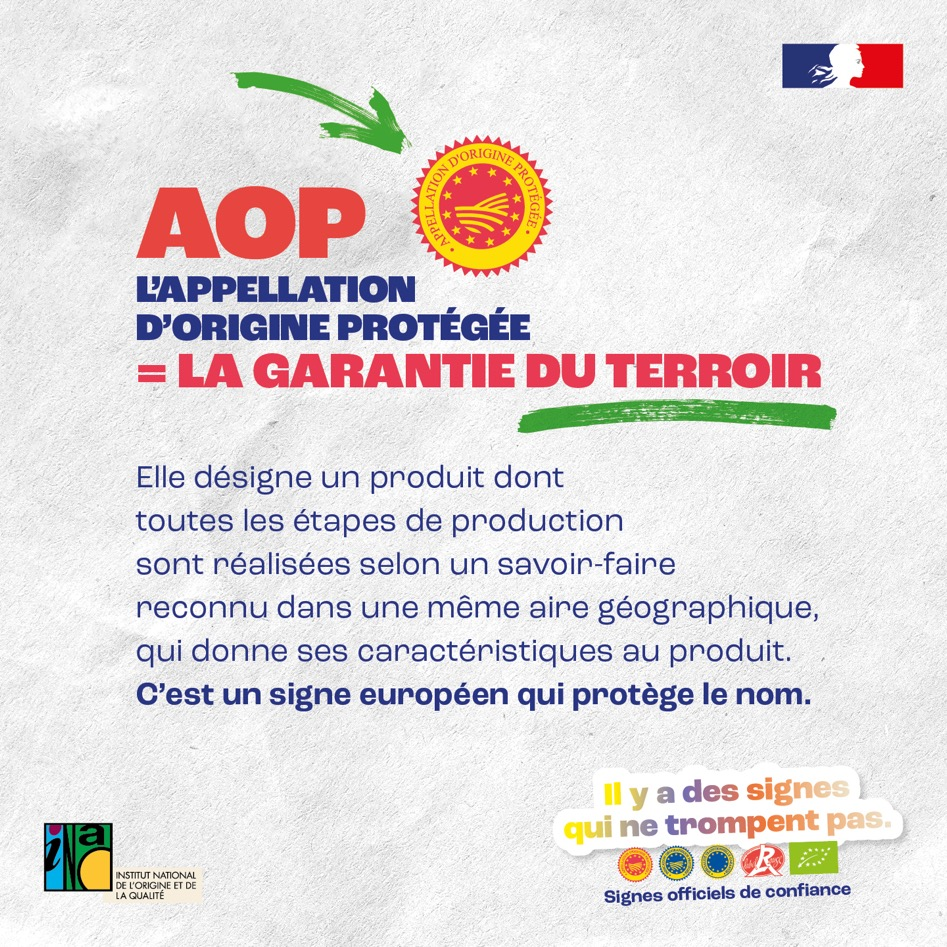 APPELLATION D'ORIGINE PROTÉGÉE
AOP
L'APPELLATION
D'ORIGINE PROTÉGÉE
= LA GARANTIE DU TERROIR
Elle désigne un produit dont
toutes les étapes de production
sont réalisées selon un savoir-faire
reconnu dans une même aire géographique,
qui donne ses caractéristiques au produit.
C'est un signe européen qui protège le nom.
Il y a des signes
qui ne trompent pas.
Signes officiels de confiance
inao
INSTITUT NATIONAL
DE L'ORIGINE ET DE
LA QUALITÉ